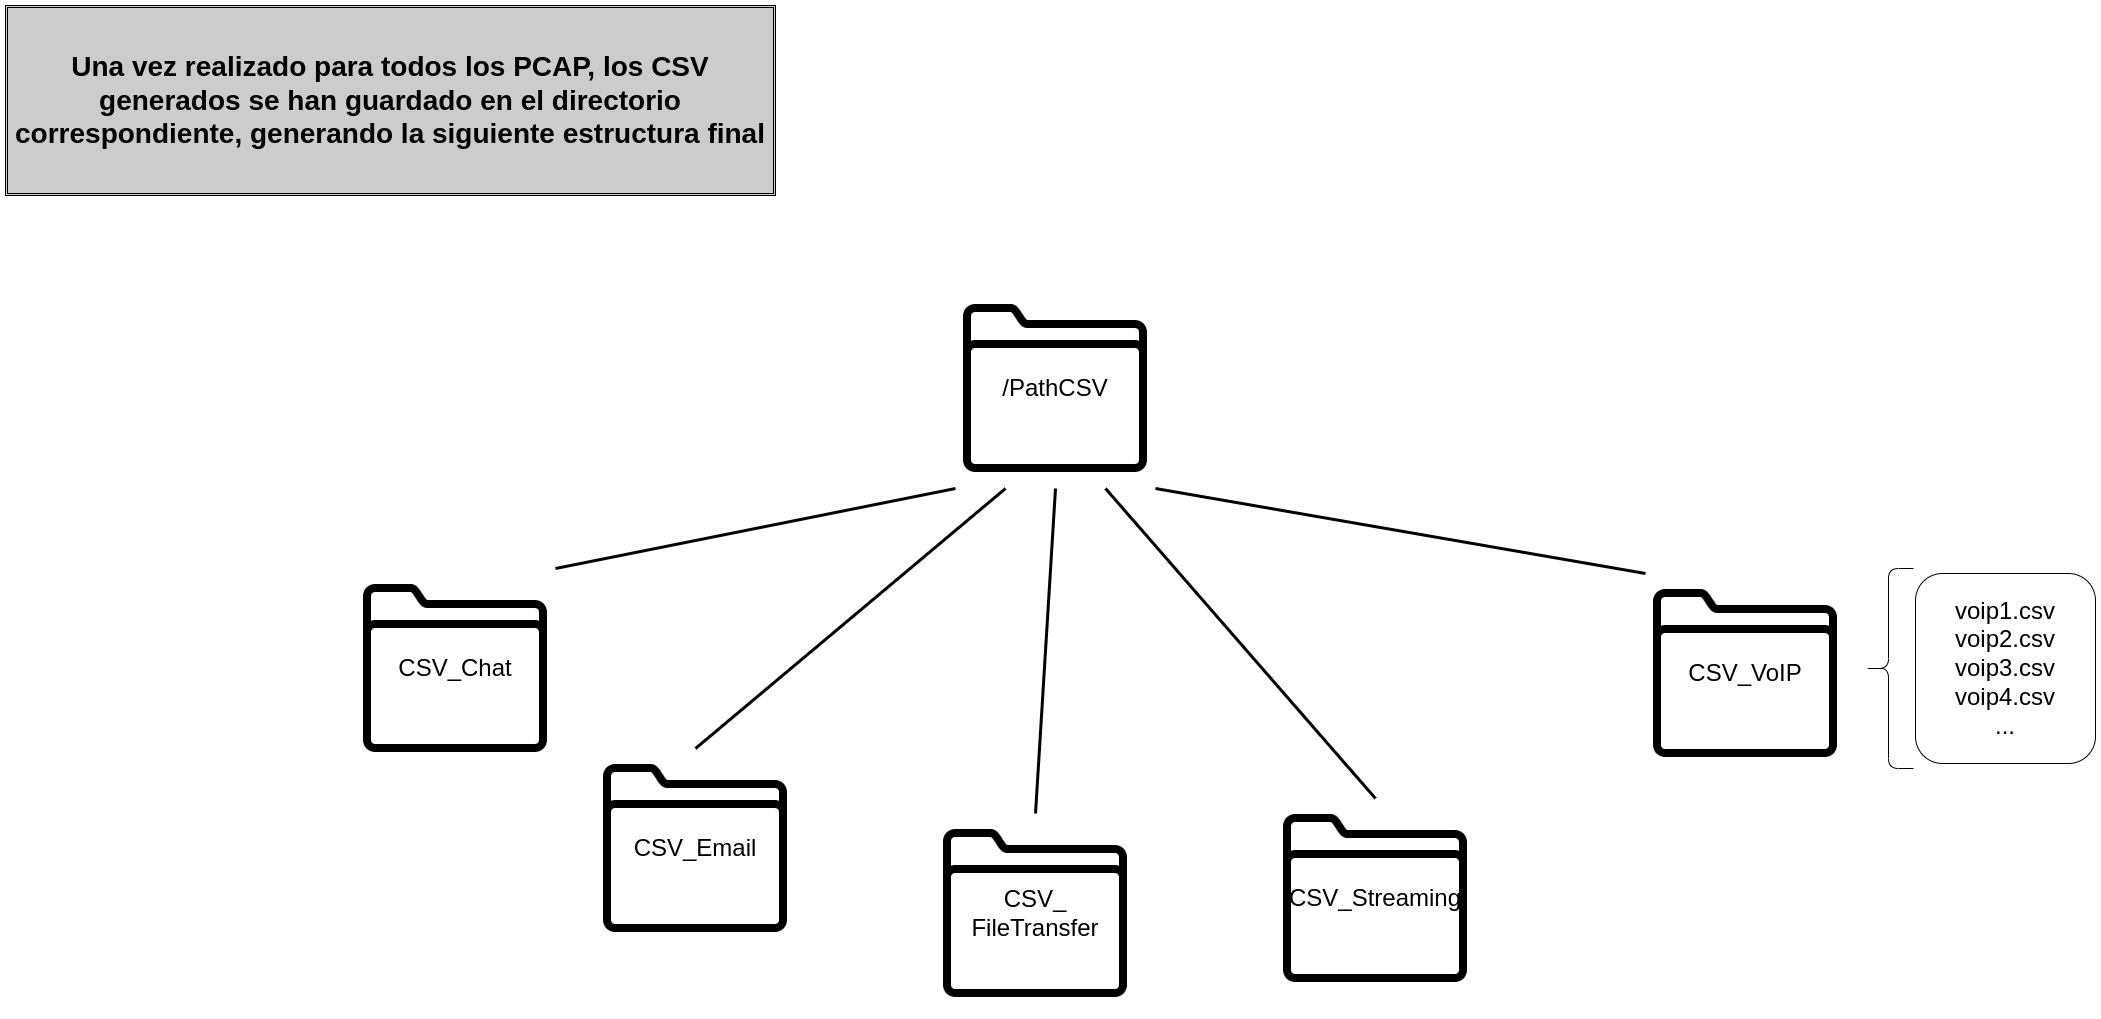 Una vez realizado para todos los PCAP, los CSV
generados se han guardado en el directorio
correspondiente, generando la siguiente estructura final
/PathCSV
CSV_Chat
CSV_Email
CSV_
FileTransfer
CSV_Streaming
CSV_VoIP
voip1.csv
voip2.csv
voip3.csv
voip4.csv
...